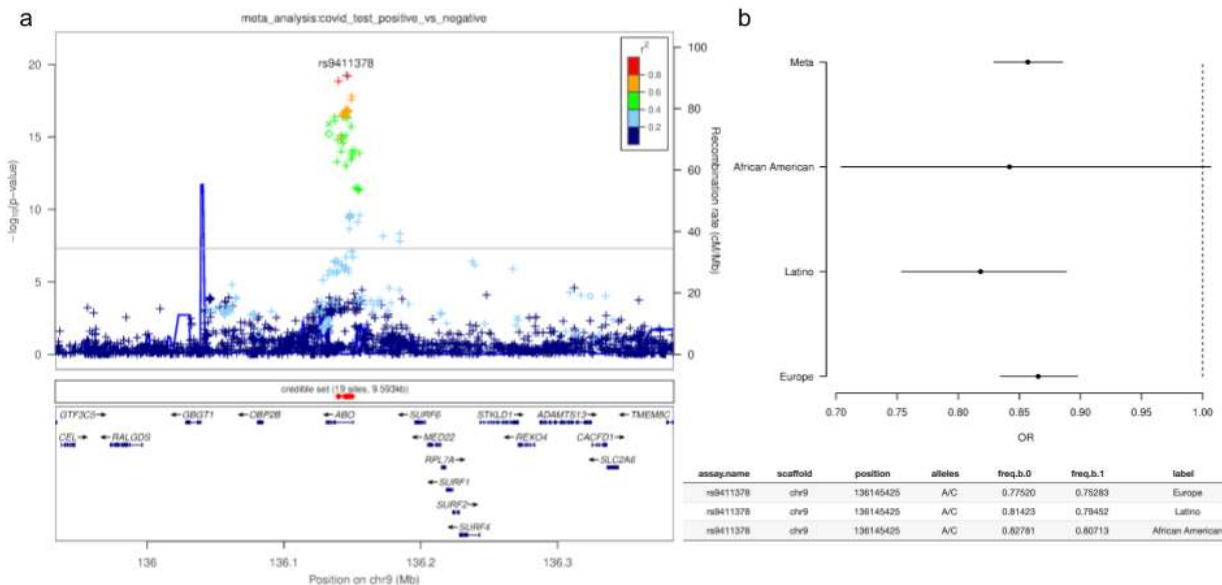 a
meta_analysis:covid_test_positive_vs_negative
20
15
10
5
0
−log10(p−value)
rs9411378
r2
0.8
0.6
0.4
0.2
100
80
60
40
20
0
Recombination rate (cM/Mb)
credible set (19 sites, 9.593kb)
GTF3C5 GBGT1 OBP2B ABO SURF6 STKLD1 ADAMTS13 TMEM8C
CEL RALGDS MED22 REXO4 CACFD1
RPL7A SLC2A6
SURF1
SURF2
SURF4
136 136.1 136.2 136.3
Position on chr9 (Mb)
b
Meta
African American
Latino
Europe
0.70 0.75 0.80 0.85 0.90 0.95 1.00
OR
assay.name scaffold position alleles freq.b.0 freq.b.1 label
rs9411378 chr9 136145425 A/C 0.77520 0.75283 Europe
rs9411378 chr9 136145425 A/C 0.81423 0.79452 Latino
rs9411378 chr9 136145425 A/C 0.82781 0.80713 African American